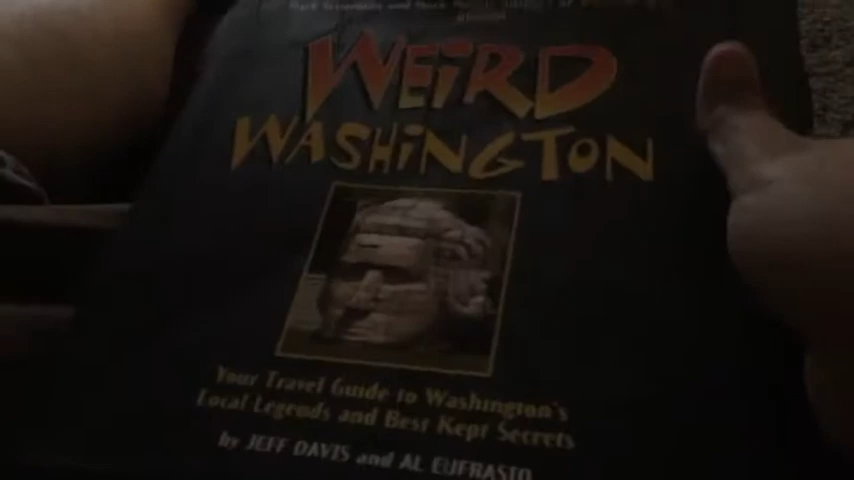 WEiRD
WASHiNGTON
Your Travel Guide to Washington's
Local Legends and Best Kept Secrets
by JEFF DAVIS and AL EUFRASIO